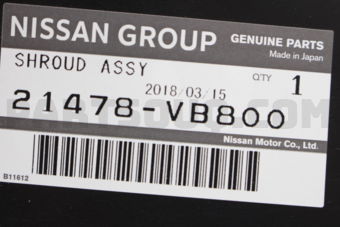 NISSAN GROUP GENUINE PARTS
Made in Japan
SHROUD ASSY
2018/03/15 QTY 1
21478-VB800
Nissan Motor Co., Ltd.
B11612